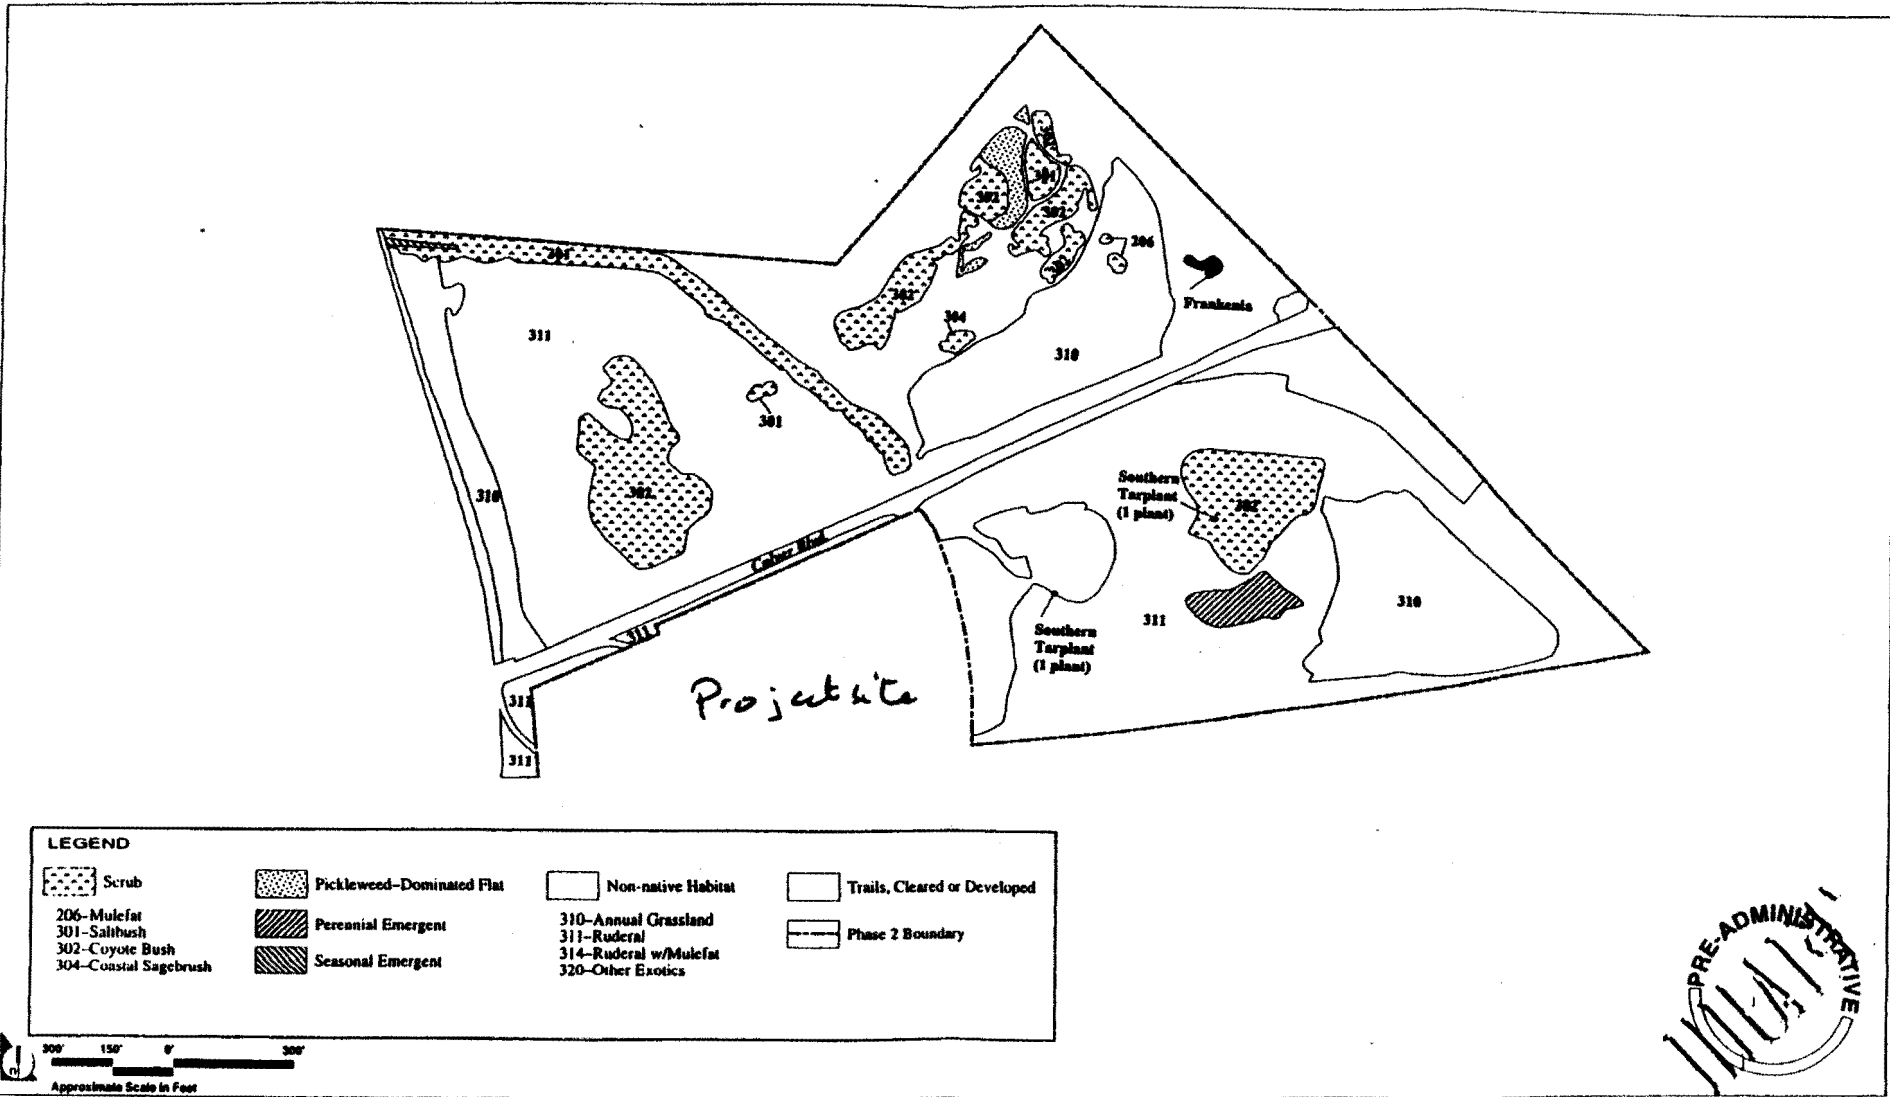 301
302
301
302
206
302
Frankenia
302
304
311
310
301
302
310
Southern
Tarplant
(1 plant)
302
Culver Blvd.
310
311
311
Southern
Tarplant
(1 plant)
311
Project site
311
LEGEND
Scrub
206-Mulefat
301-Saltbush
302-Coyote Bush
304-Coastal Sagebrush
Pickleweed-Dominated Flat
Perennial Emergent
Seasonal Emergent
Non-native Habitat
310-Annual Grassland
311-Ruderal
314-Ruderal w/Mulefat
320-Other Exotics
Trails, Cleared or Developed
Phase 2 Boundary
PRE-ADMINISTRATIVE
n
300' 150' 0' 300'
Approximate Scale in Feet